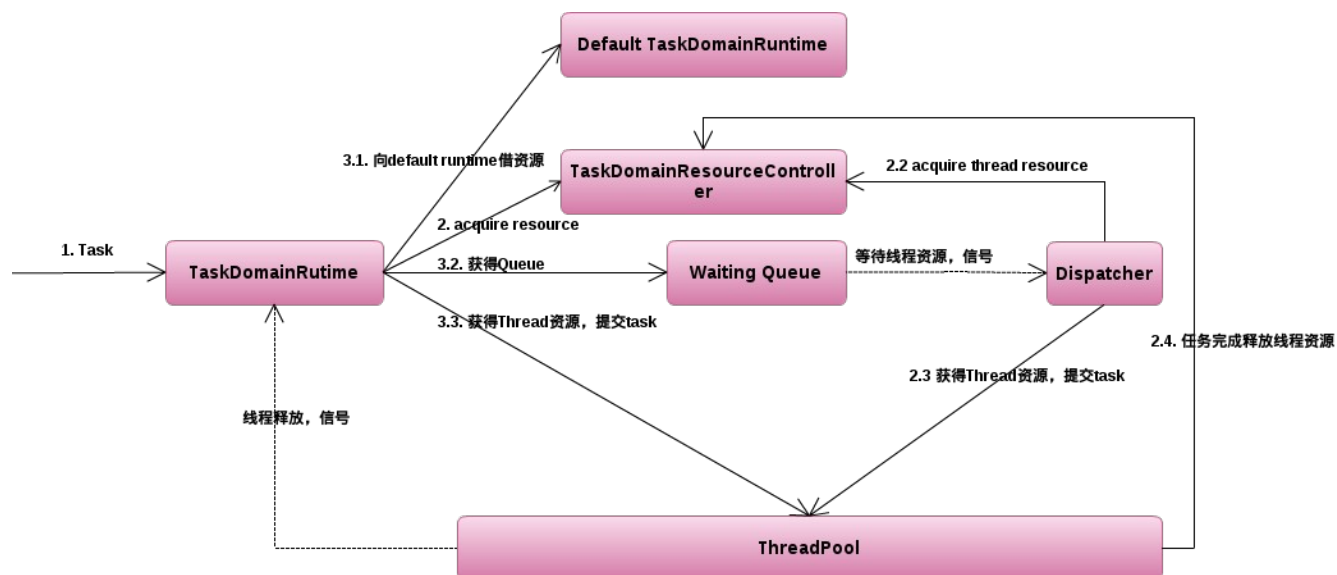 Default TaskDomainRuntime
3.1. 向default runtime借资源
TaskDomainResourceControll
er
2.2 acquire thread resource
2. acquire resource
1. Task
TaskDomainRutime
3.2. 获得Queue
Waiting Queue
等待线程资源，信号
Dispatcher
3.3. 获得Thread资源，提交task
2.4. 任务完成释放线程资源
2.3 获得Thread资源，提交task
线程释放，信号
ThreadPool